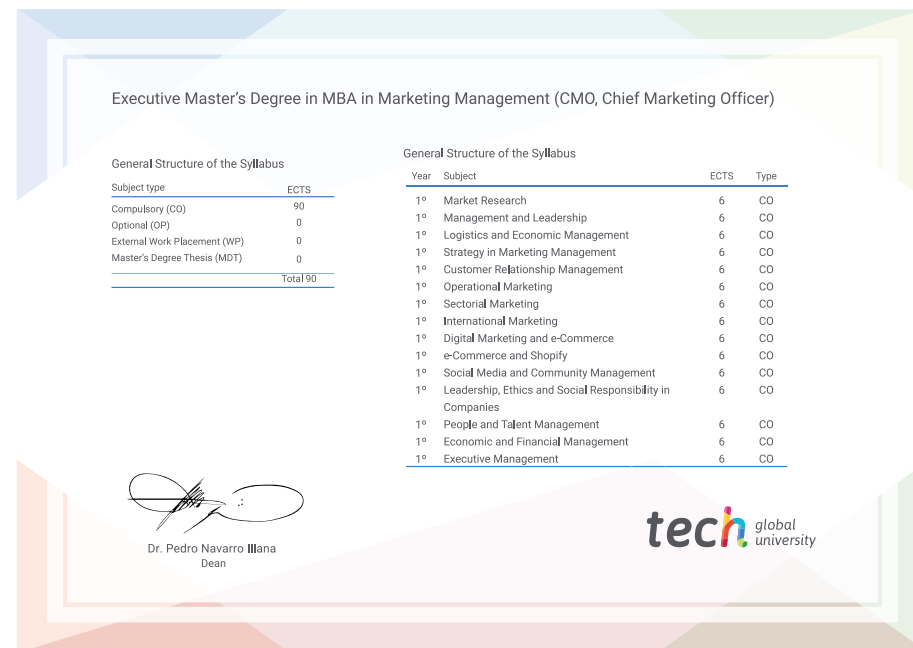 Executive Master's Degree in MBA in Marketing Management (CMO, Chief Marketing Officer)
General Structure of the Syllabus
Subject type ECTS
Compulsory (CO) 90
Optional (OP) 0
External Work Placement (WP) 0
Master's Degree Thesis (MDT) 0
Total 90
General Structure of the Syllabus
Year Subject ECTS Type
1º Market Research 6 CO
1º Management and Leadership 6 CO
1º Logistics and Economic Management 6 CO
1º Strategy in Marketing Management 6 CO
1º Customer Relationship Management 6 CO
1º Operational Marketing 6 CO
1º Sectorial Marketing 6 CO
1º International Marketing 6 CO
1º Digital Marketing and e-Commerce 6 CO
1º e-Commerce and Shopify 6 CO
1º Social Media and Community Management 6 CO
1º Leadership, Ethics and Social Responsibility in 6 CO
Companies
1º People and Talent Management 6 CO
1º Economic and Financial Management 6 CO
1º Executive Management 6 CO
Dr. Pedro Navarro Illana
Dean
tech global
university